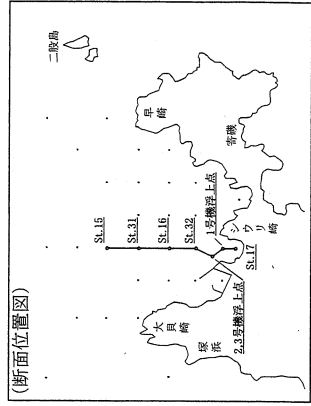 (断面位置図)
二股島
St.15
St.31
St.16
St.32
早崎
寄磯
1号機浮上点
シウリ崎
St.17
大貝崎
塚浜
2,3号機浮上点